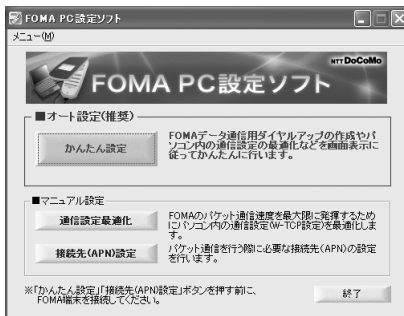 FOMA PC設定ソフト
メニュー(M)
NTT DoCoMo
FOMA PC設定ソフト
■オート設定(推奨)
かんたん設定
FOMAデータ通信用ダイヤルアップの作成やパ
ソコン内の通信設定の最適化などを画面表示に
従ってかんたんに行います。
■マニュアル設定
通信設定最適化
FOMAのパケット通信速度を最大限に発揮するため
にパソコン内の通信設定(W-TCP設定)を最適化しま
す。
接続先(APN)設定
パケット通信を行う際に必要な接続先(APN)の設定
を行います。
※「かんたん設定」「接続先(APN)設定」ボタンを押す前に、
FOMA端末を接続してください。
終了